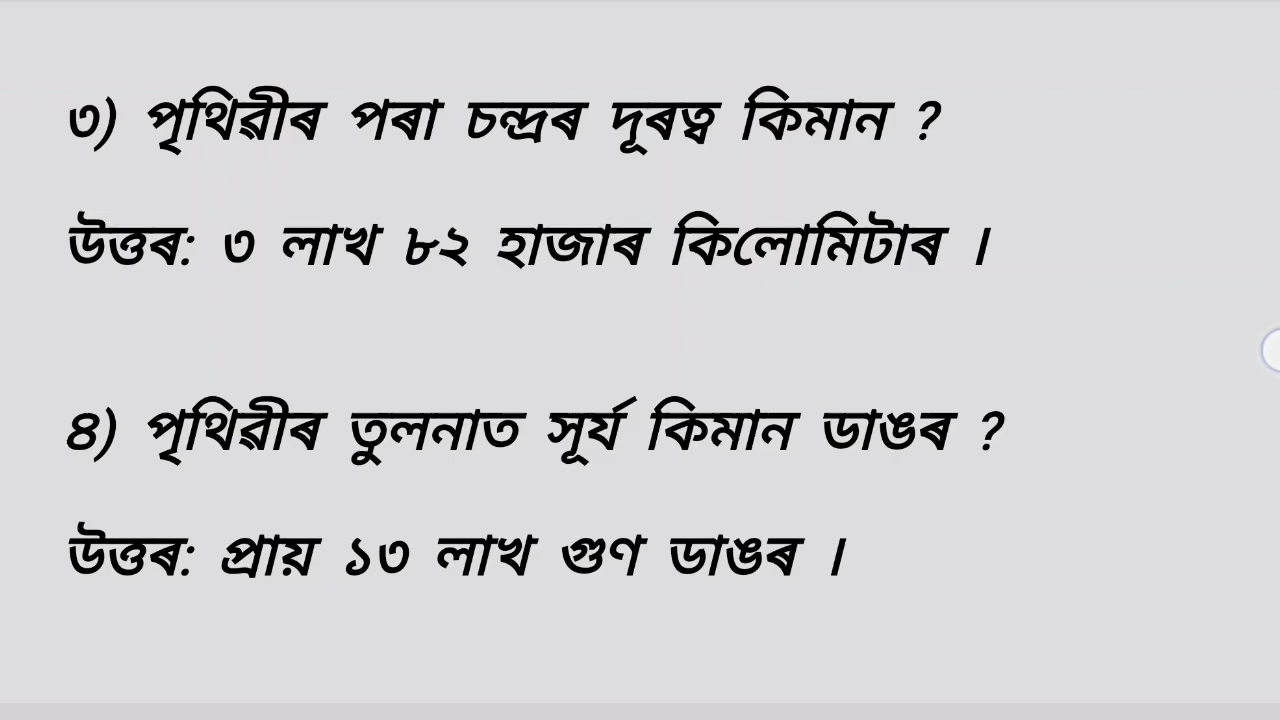 ৩) পৃথিৱীৰ পৰা চন্দ্ৰৰ দূৰত্ব কিমান ?
উত্তৰ: ৩ লাখ ৮২ হাজাৰ কিলোমিটাৰ ।
৪) পৃথিৱীৰ তুলনাত সূৰ্য কিমান ডাঙৰ ?
উত্তৰ: প্ৰায় ১৩ লাখ গুণ ডাঙৰ ।